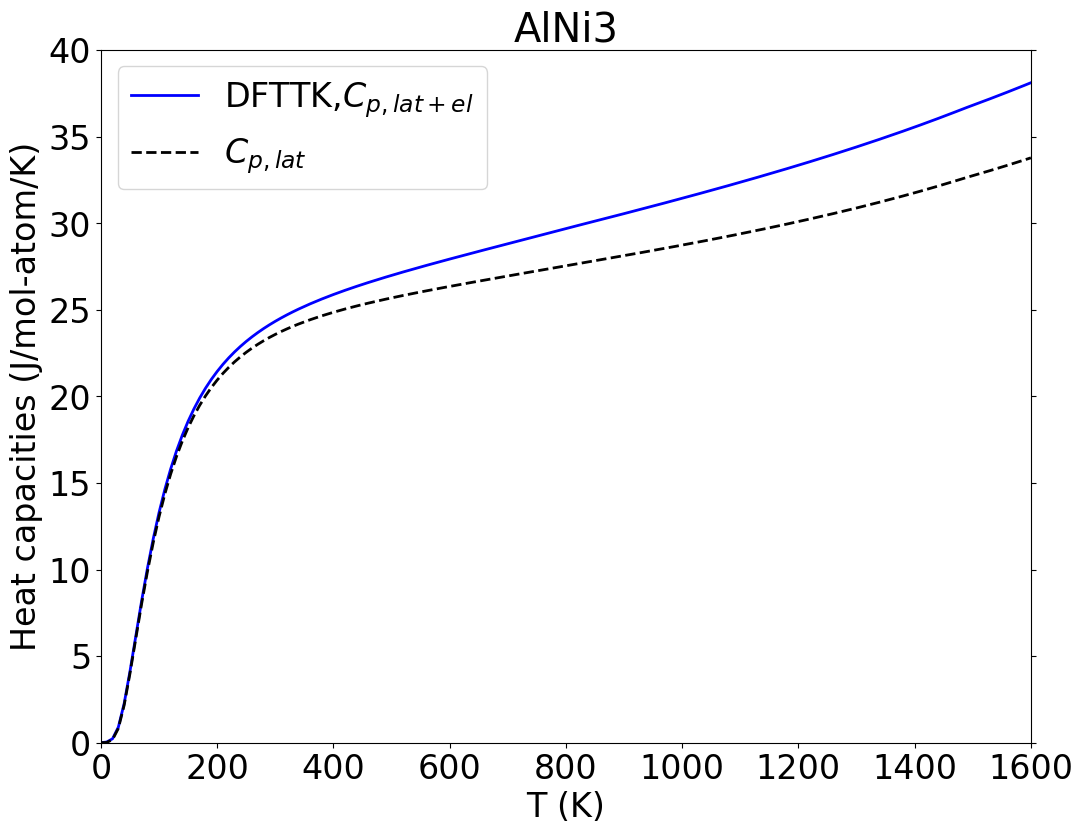 AlNi3
40
35
30
25
20
15
10
5
0
Heat capacities (J/mol-atom/K)
DFTTK,C_{p, lat + el}
C_{p, lat}
0 200 400 600 800 1000 1200 1400 1600
T (K)